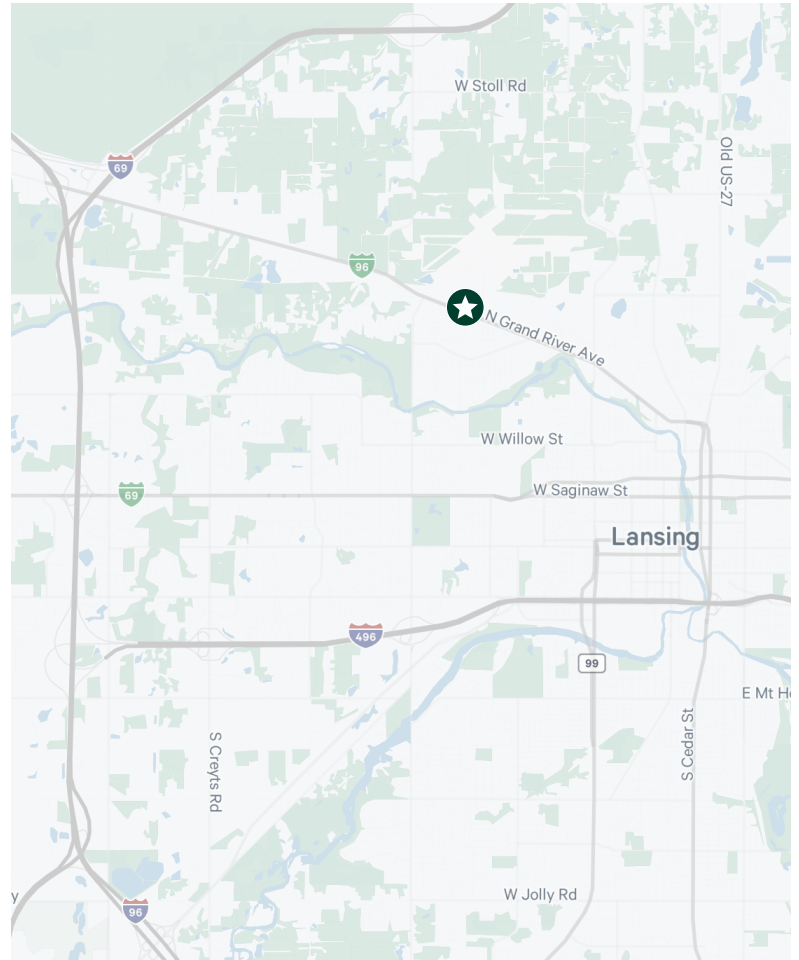 W Stoll Rd
Old US-27
69
96
N Grand River Ave
W Willow St
W Saginaw St
69
Lansing
496
99
E Mt H
S Cedar St
S Creyts Rd
W Jolly Rd
y
96